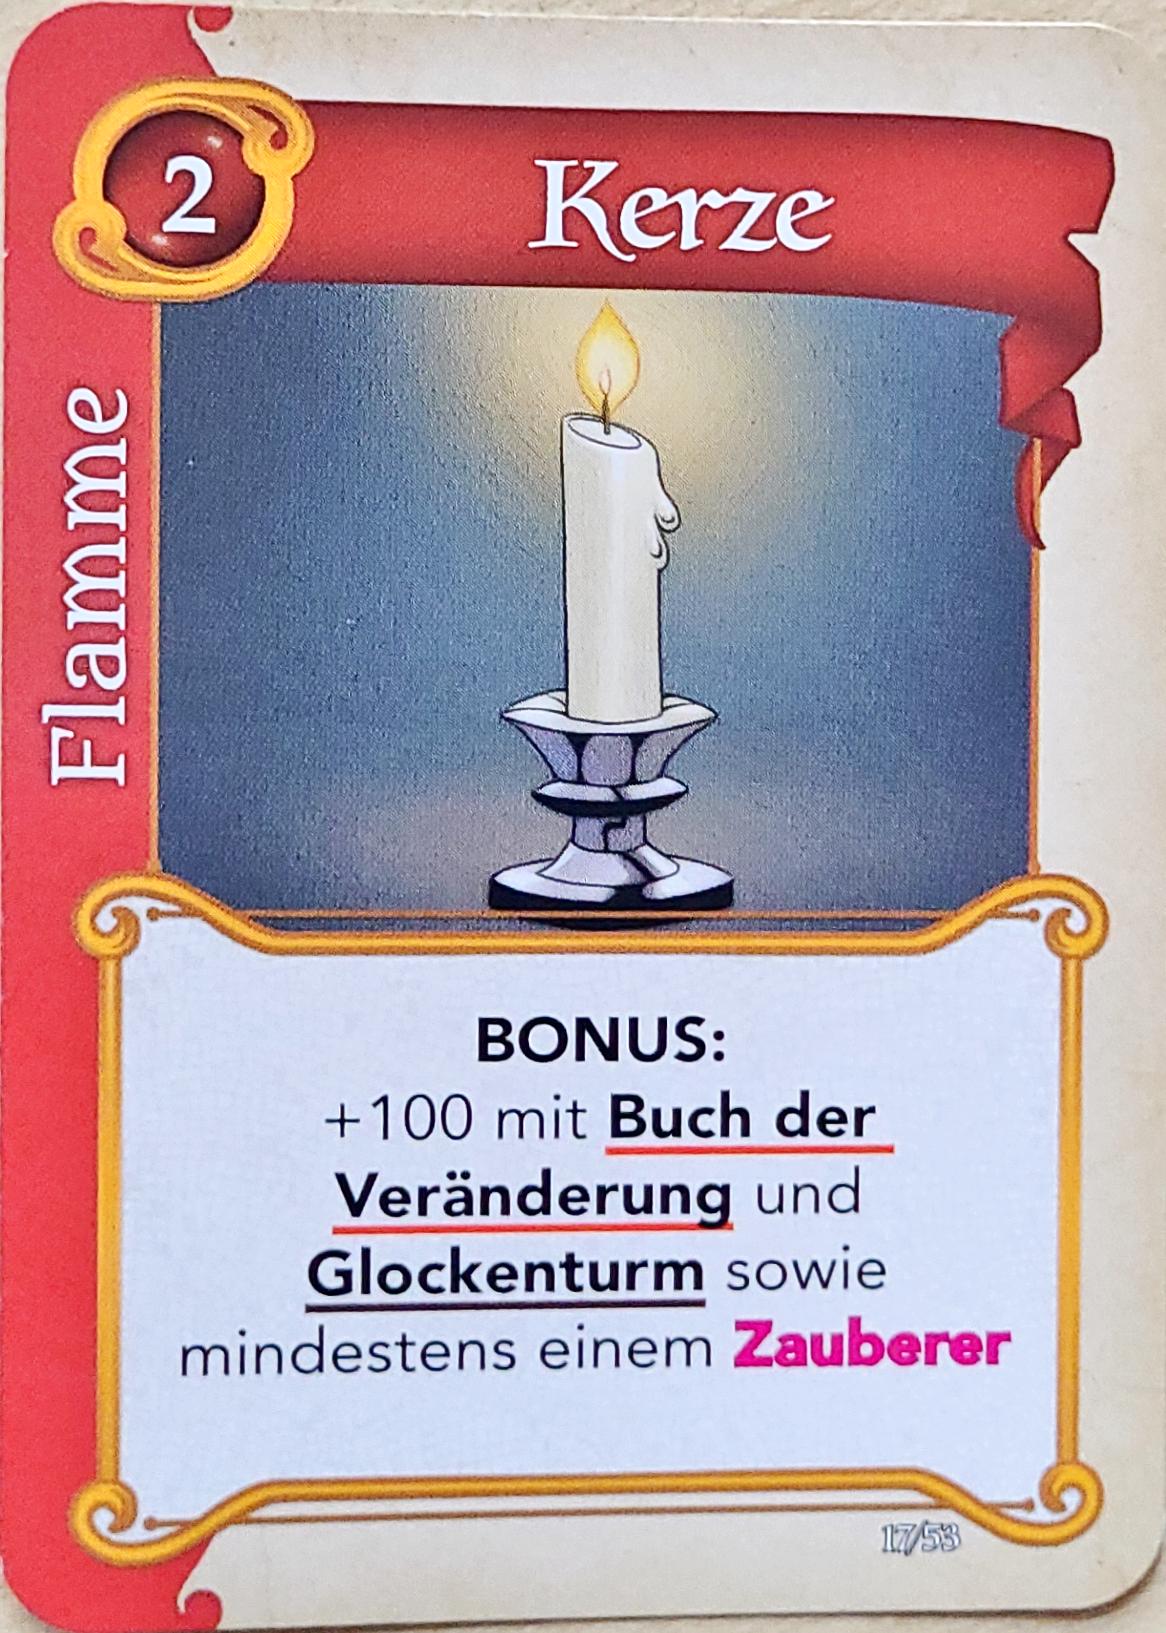 2
Kerze
Flamme
BONUS:
+100 mit Buch der
Veränderung und
Glockenturm sowie
mindestens einem Zauberer
17/53